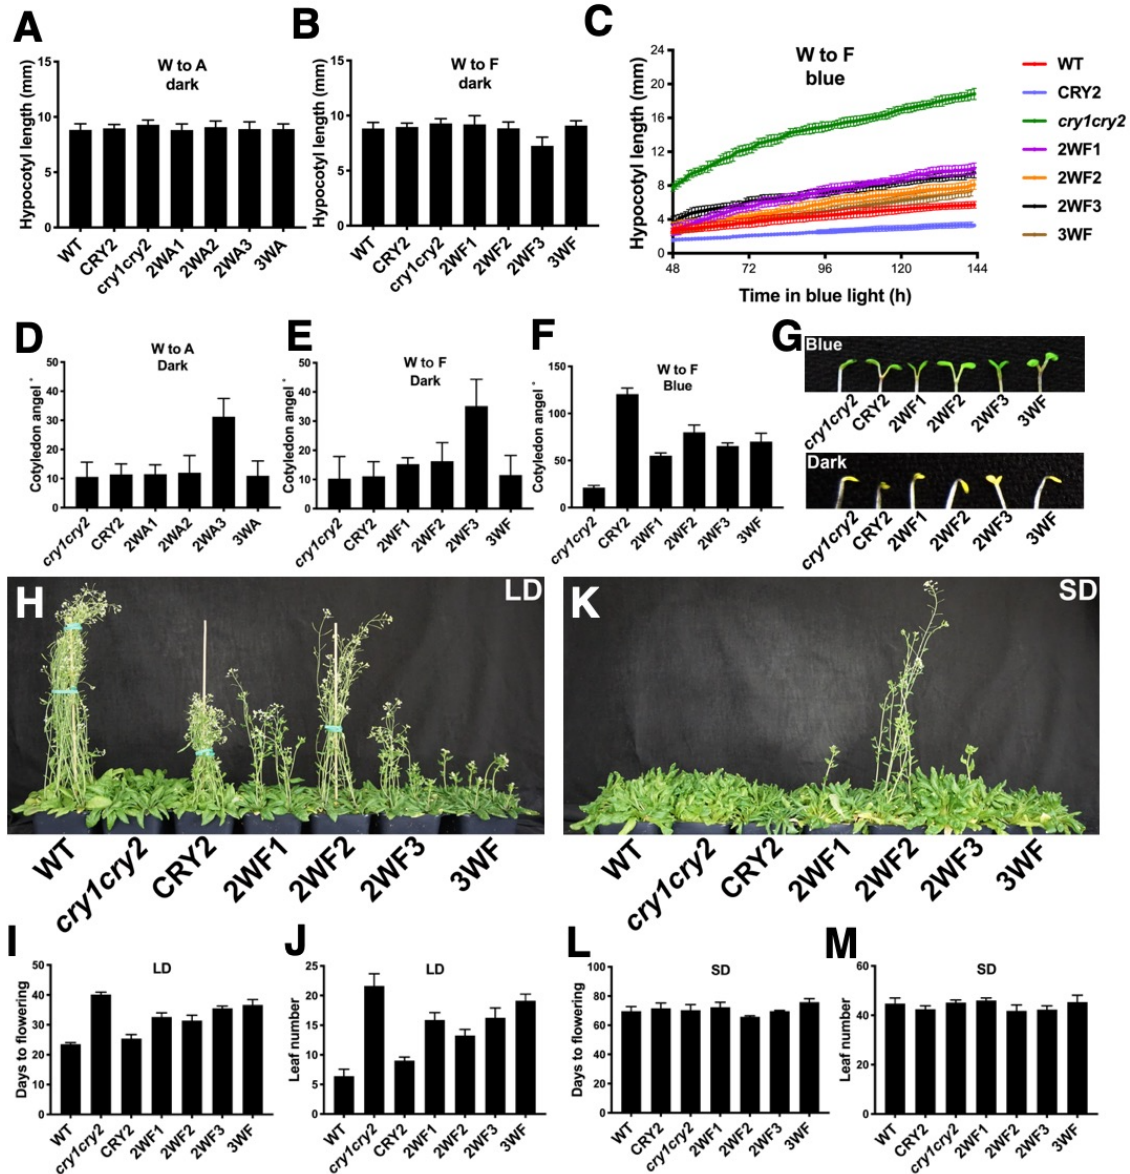 A
W to A
dark
Hypocotyl length (mm)
15
10
5
0
WT
CRY2
cry1cry2
2WA1
2WA2
2WA3
3WA
B
W to F
dark
Hypocotyl length (mm)
15
10
5
0
WT
CRY2
cry1cry2
2WF1
2WF2
2WF3
3WF
C
W to F
blue
Hypocotyl length (mm)
24
20
16
12
8
4
0
48 72 96 120 144
Time in blue light (h)
WT
CRY2
cry1cry2
2WF1
2WF2
2WF3
3WF
D
W to A
Dark
Cotyledon angel °
50
40
30
20
10
0
cry1cry2
CRY2
2WA1
2WA2
2WA3
3WA
E
W to F
Dark
Cotyledon angel °
50
40
30
20
10
0
cry1cry2
CRY2
2WF1
2WF2
2WF3
3WF
F
W to F
Blue
Cotyledon angel °
150
100
50
0
cry1cry2
CRY2
2WF1
2WF2
2WF3
3WF
G
Blue
cry1cry2
CRY2
2WF1
2WF2
2WF3
3WF
Dark
cry1cry2
CRY2
2WF1
2WF2
2WF3
3WF
H
LD
WT
cry1cry2
CRY2
2WF1
2WF2
2WF3
3WF
K
SD
WT
cry1cry2
CRY2
2WF1
2WF2
2WF3
3WF
I
LD
Days to flowering
50
40
30
20
10
0
WT
cry1cry2
CRY2
2WF1
2WF2
2WF3
3WF
J
LD
Leaf number
25
20
15
10
5
0
WT
cry1cry2
CRY2
2WF1
2WF2
2WF3
3WF
L
SD
Days to flowering
100
80
60
40
20
0
WT
CRY2
cry1cry2
2WF1
2WF2
2WF3
3WF
M
SD
Leaf number
60
40
20
0
WT
CRY2
cry1cry2
2WF1
2WF2
2WF3
3WF